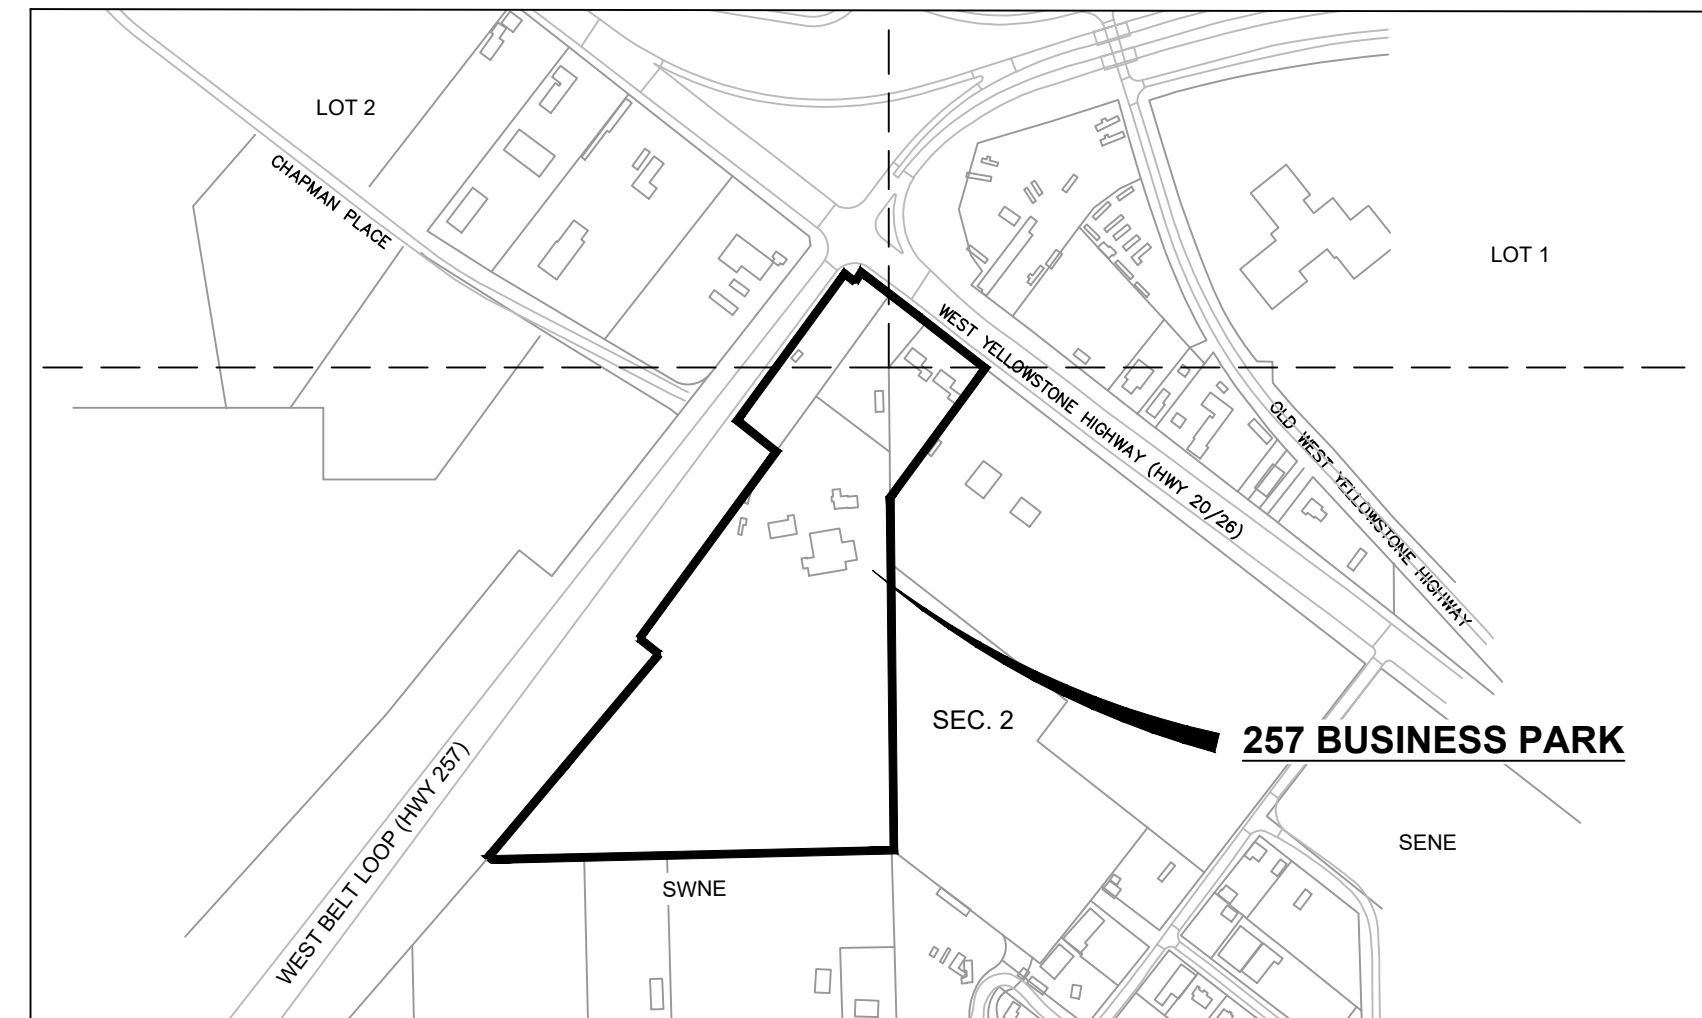 LOT 2
CHAPMAN PLACE
LOT 1
WEST YELLOWSTONE HIGHWAY (HWY 20/26)
OLD WEST YELLOWSTONE HIGHWAY
SEC. 2
257 BUSINESS PARK
WEST BELT LOOP (HWY 257)
SENE
SWNE